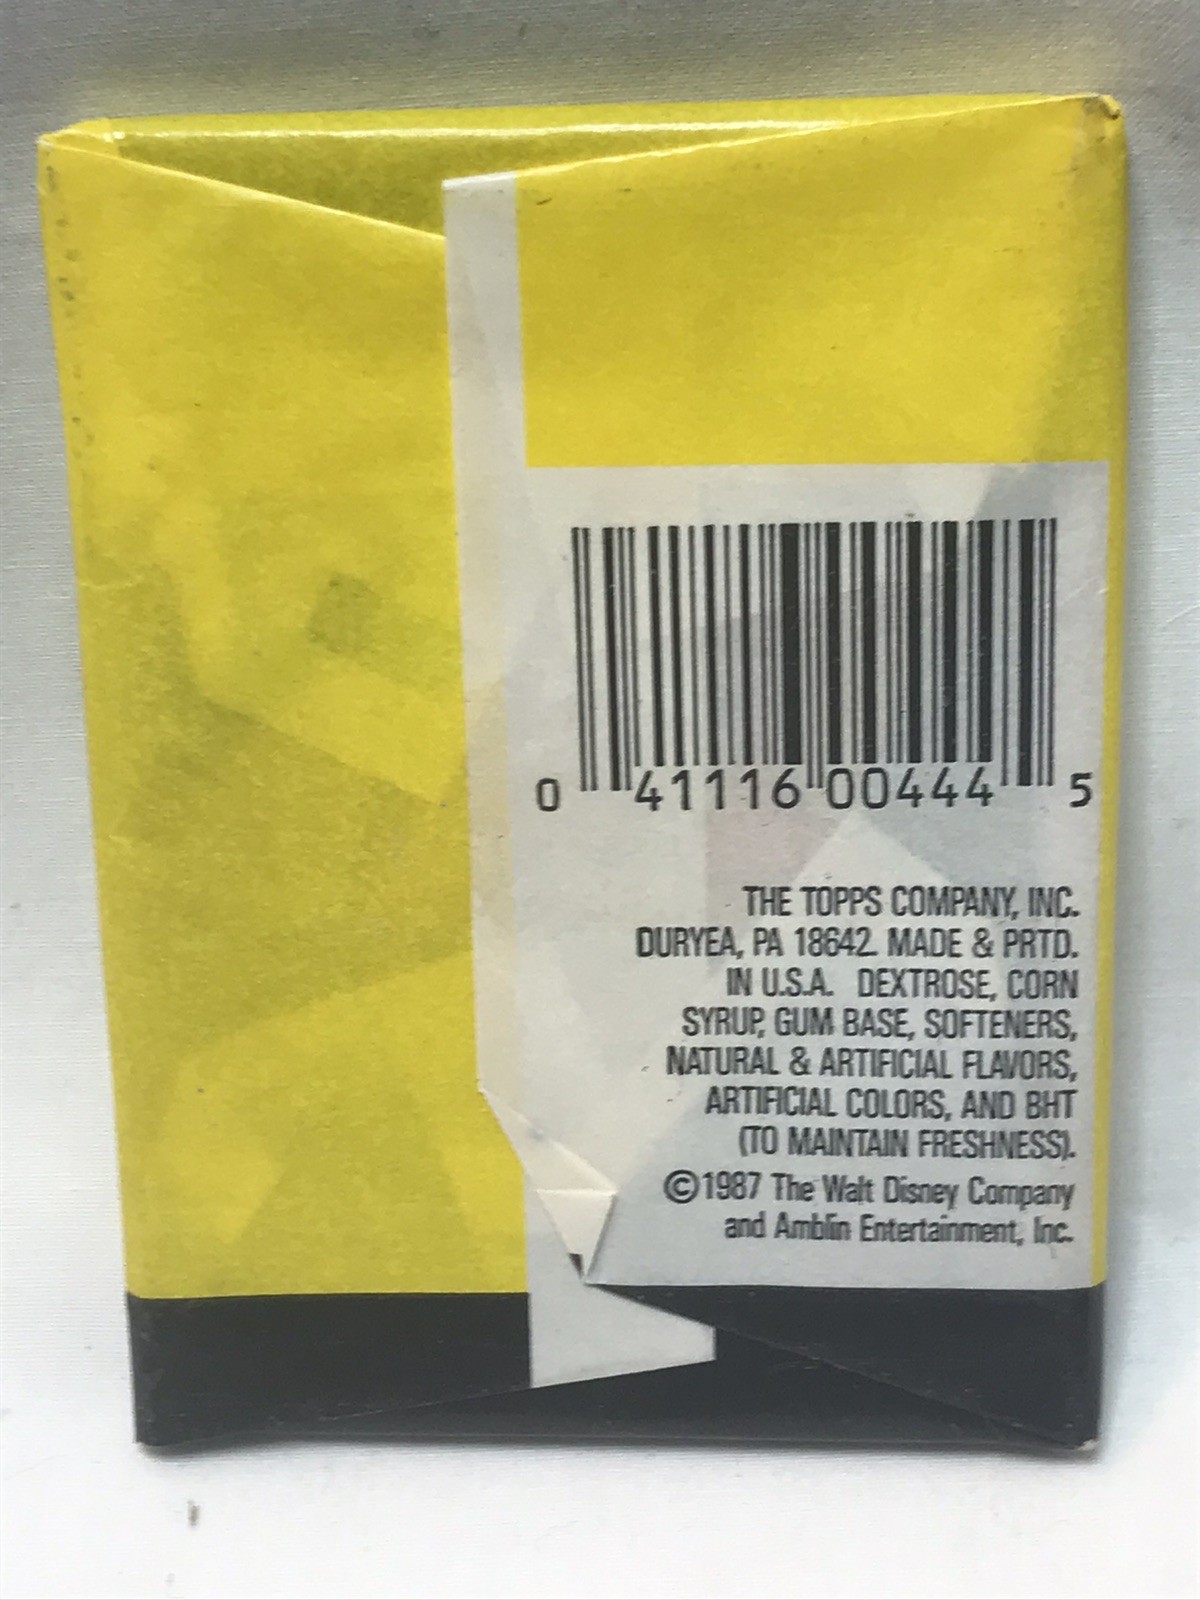 0 41116 00444 5
THE TOPPS COMPANY, INC.
DURYEA, PA 18642. MADE & PRTD.
IN U.S.A. DEXTROSE, CORN
SYRUP, GUM BASE, SOFTENERS,
NATURAL & ARTIFICIAL FLAVORS,
ARTIFICIAL COLORS, AND BHT
(TO MAINTAIN FRESHNESS).
©1987 The Walt Disney Company
and Amblin Entertainment, Inc.